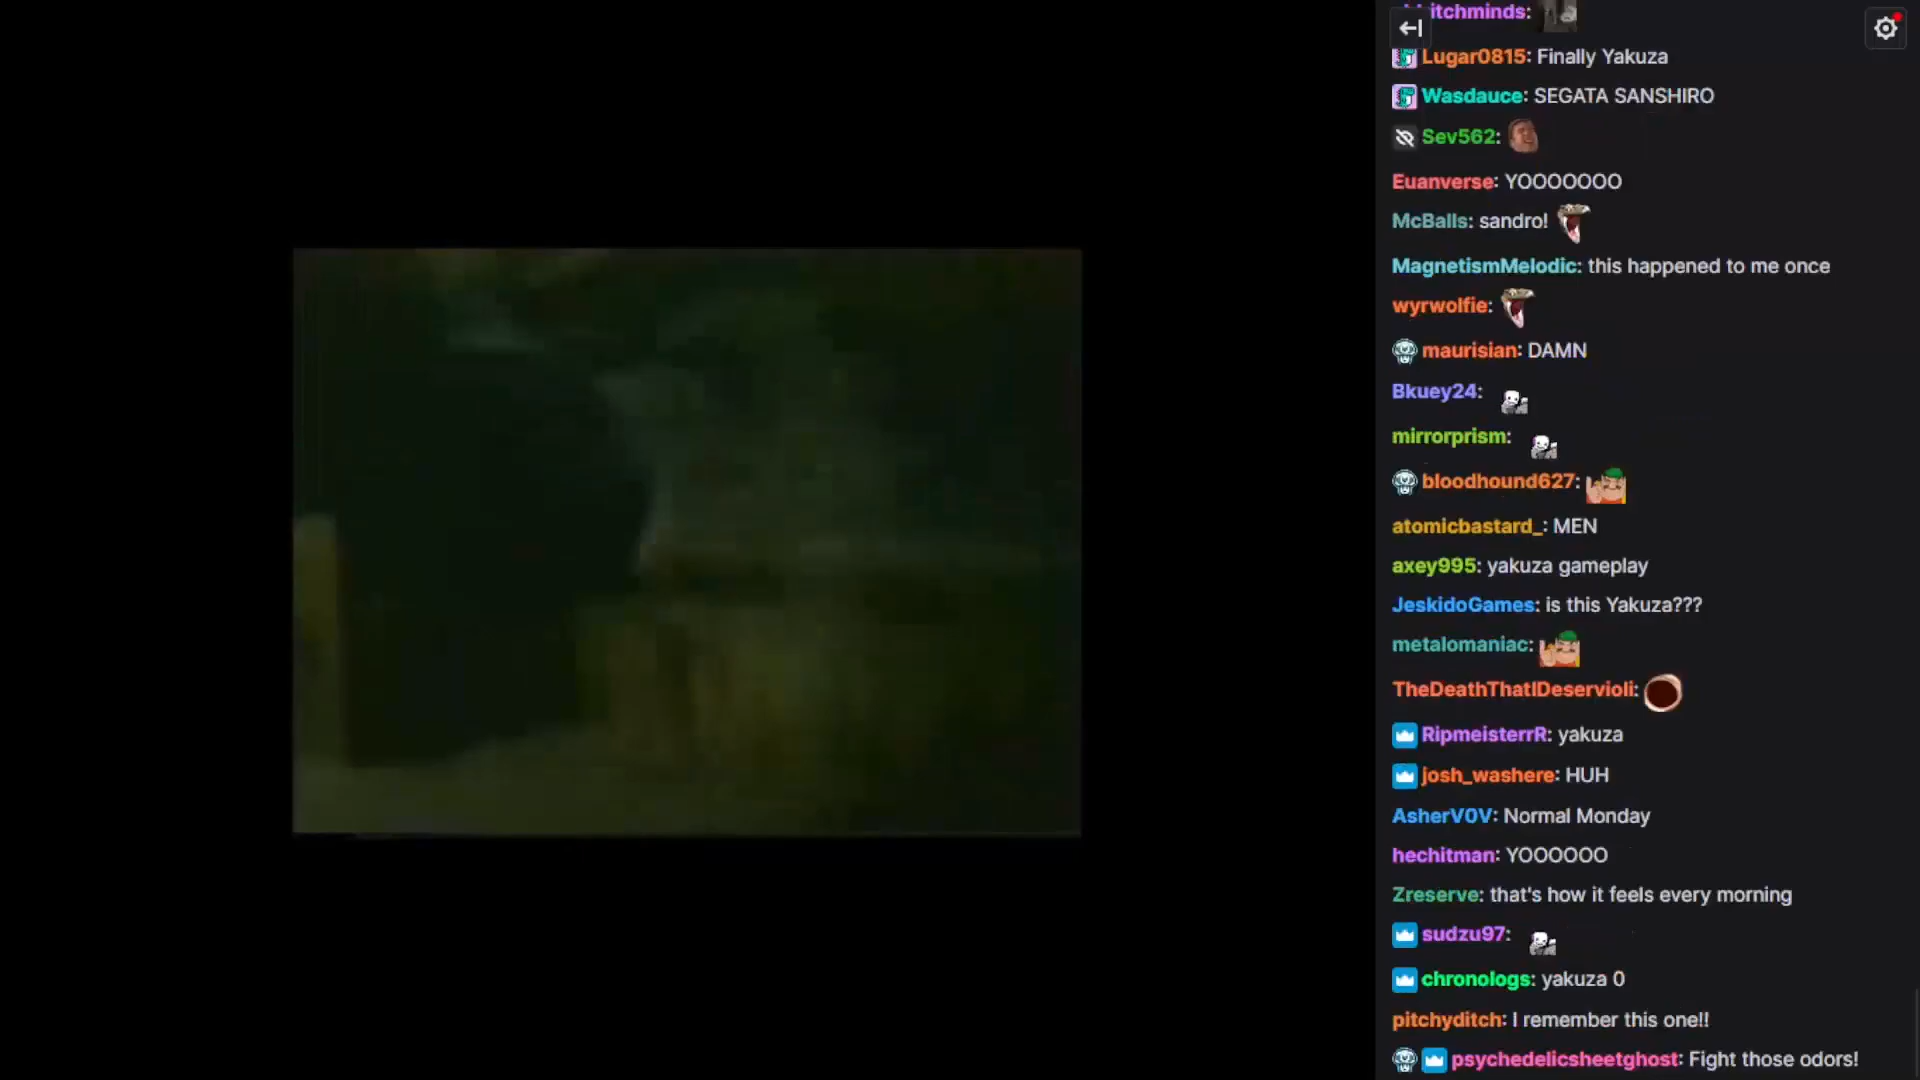 itchminds:
Lugar0815: Finally Yakuza
Wasdauce: SEGATA SANSHIRO
Sev562:
Euanverse: YOOOOOOO
McBalls: sandro!
MagnetismMelodic: this happened to me once
wyrwolfie:
maurisian: DAMN
Bkuey24:
mirrorprism:
bloodhound627:
atomicbastard_: MEN
axey995: yakuza gameplay
JeskidoGames: is this Yakuza???
metalomaniac:
TheDeathThatIDeservioli:
RipmeisterrR: yakuza
josh_washere: HUH
AsherV0V: Normal Monday
hechitman: YOOOOOO
Zreserve: that's how it feels every morning
sudzu97:
chronologs: yakuza 0
pitchyditch: I remember this one!!
psychedelicsheetghost: Fight those odors!